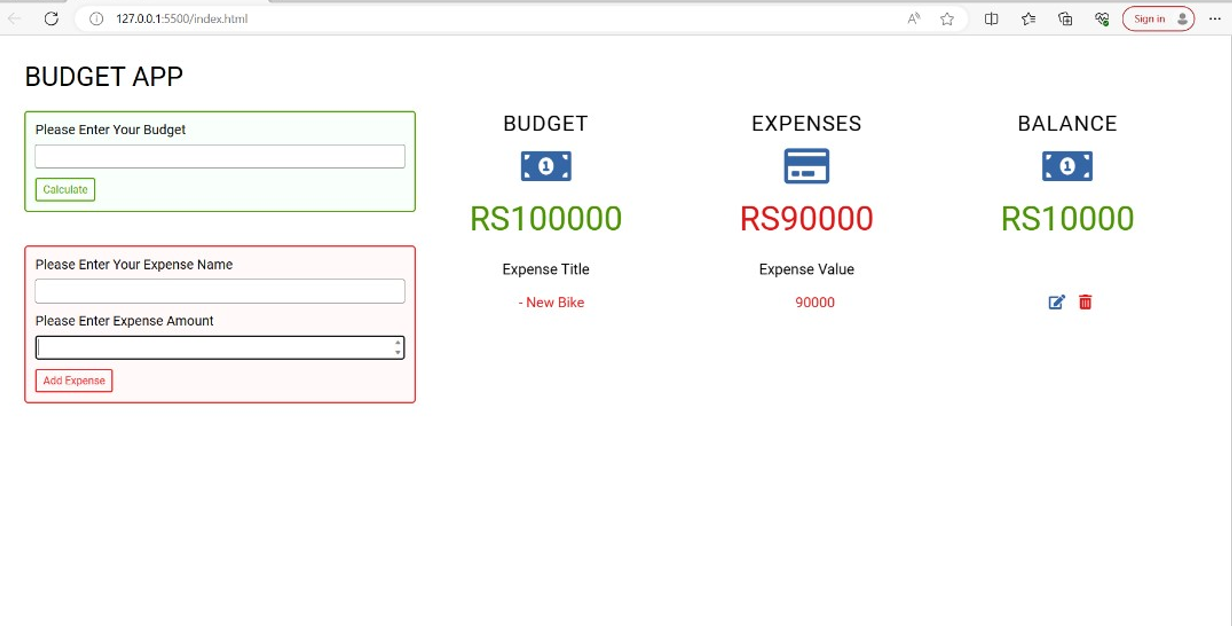 127.0.0.1:5500/index.html
Sign in
BUDGET APP
Please Enter Your Budget
Calculate
Please Enter Your Expense Name
Please Enter Expense Amount
Add Expense
BUDGET EXPENSES BALANCE
1 1
RS100000 RS90000 RS10000
Expense Title Expense Value
- New Bike 90000